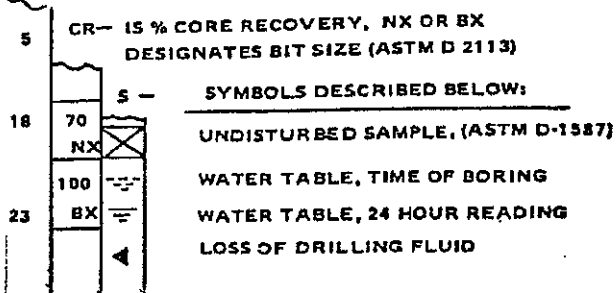 5 CR— IS % CORE RECOVERY, NX OR BX
DESIGNATES BIT SIZE (ASTM D 2113)
S — SYMBOLS DESCRIBED BELOW:
18 70 UNDISTURBED SAMPLE, (ASTM D-1587)
NX
100 WATER TABLE, TIME OF BORING
23 BX WATER TABLE, 24 HOUR READING
LOSS OF DRILLING FLUID